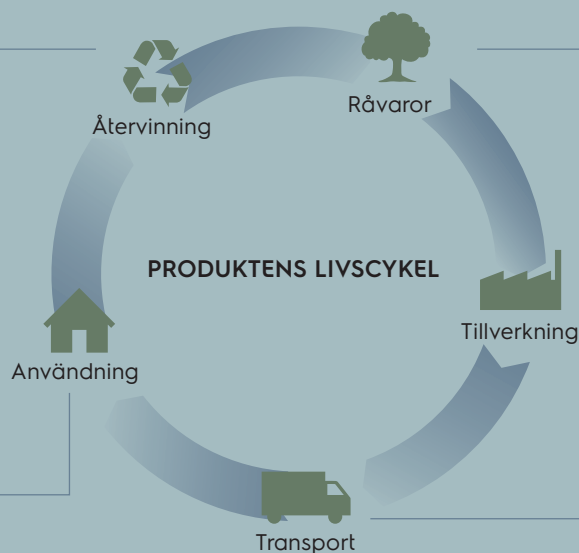 Återvinning
Råvaror
PRODUKTENS LIVSCYKEL
Tillverkning
Användning
Transport